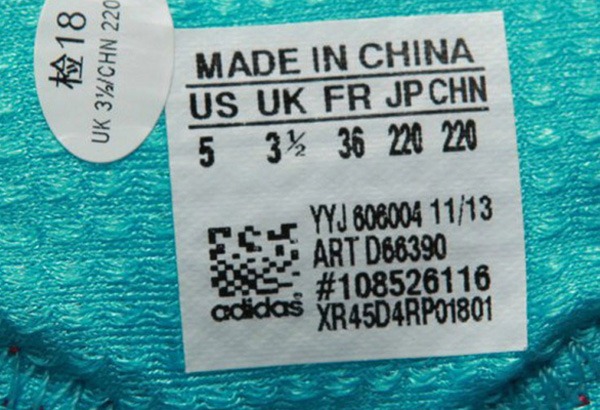 检18
UK 3½/CHN 220
MADE IN CHINA
US UK FR JP CHN
5 3½ 36 220 220
YYJ 606004 11/13
ART D66390
#108526116
XR45D4RP01801
adidas